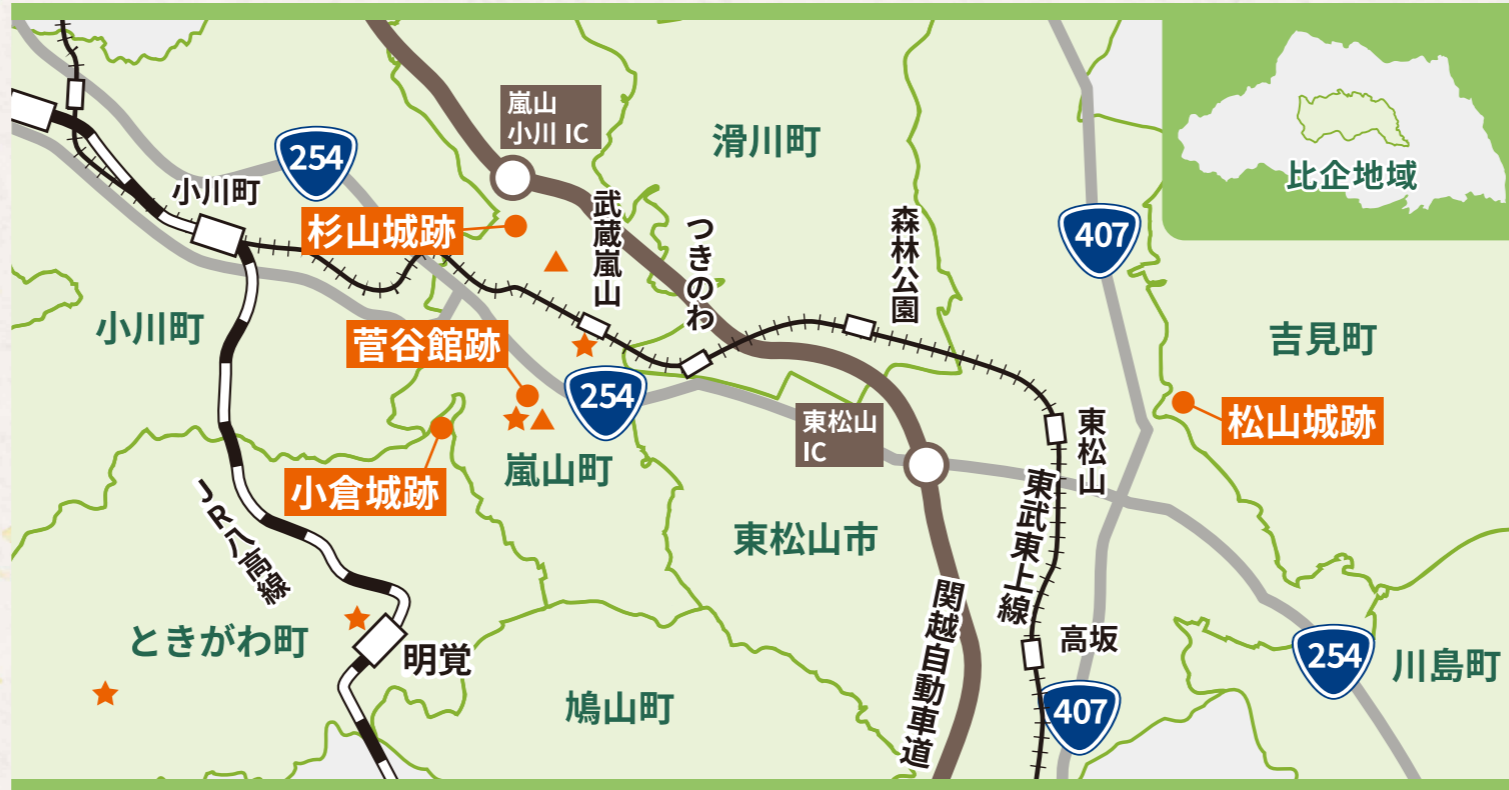 嵐山
小川 IC
滑川町
比企地域
254
小川町
杉山城跡
武蔵嵐山
つきのわ
森林公園
407
小川町
菅谷館跡
254
吉見町
東松山
IC
東松山
松山城跡
小倉城跡
嵐山町
JR八高線
東松山市
東武東上線
関越自動車道
ときがわ町
明覚
高坂
254
川島町
鳩山町
407